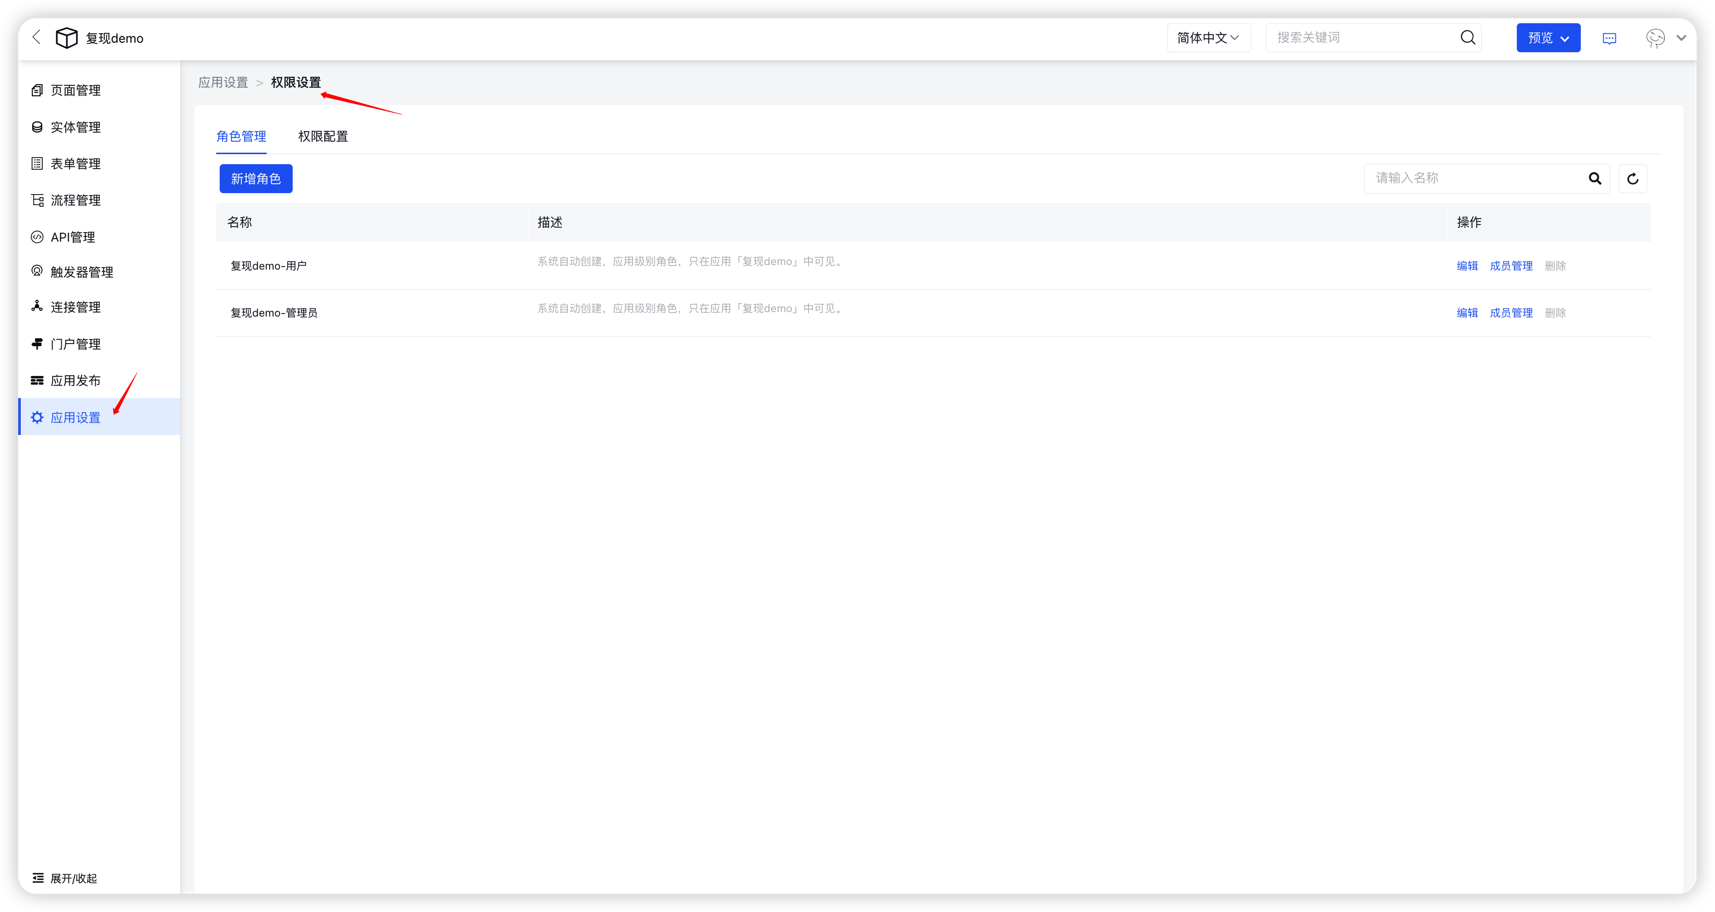 复现demo
简体中文
搜索关键词
预览
页面管理
实体管理
表单管理
流程管理
API管理
触发器管理
连接管理
门户管理
应用发布
应用设置
展开/收起
应用设置 > 权限设置
角色管理 权限配置
新增角色
请输入名称
名称 描述 操作
复现demo-用户 系统自动创建，应用级别角色，只在应用「复现demo」中可见。 编辑 成员管理 删除
复现demo-管理员 系统自动创建，应用级别角色，只在应用「复现demo」中可见。 编辑 成员管理 删除